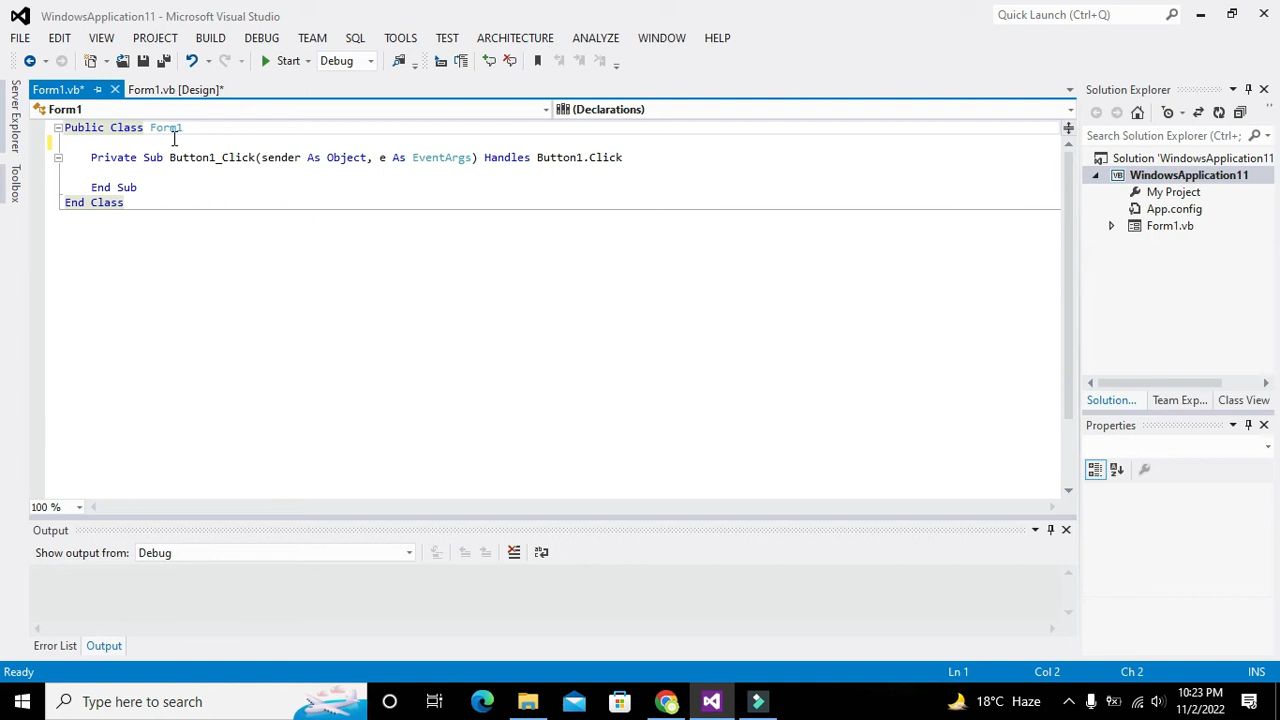 WindowsApplication11 - Microsoft Visual Studio
Quick Launch (Ctrl+Q)
FILE EDIT VIEW PROJECT BUILD DEBUG TEAM SQL TOOLS TEST ARCHITECTURE ANALYZE WINDOW HELP
Start Debug
Form1.vb* Form1.vb [Design]*
Form1 (Declarations)
Server Explorer
Toolbox
Public Class Form1
Private Sub Button1_Click(sender As Object, e As EventArgs) Handles Button1.Click
End Sub
End Class
100 %
Output
Show output from: Debug
Error List Output
Solution Explorer
Search Solution Explorer (Ctrl+;
Solution 'WindowsApplication11
WindowsApplication11
My Project
App.config
Form1.vb
Solution... Team Exp... Class View
Properties
Ready Ln 1 Col 2 Ch 2 INS
Type here to search
18°C Haze
10:23 PM
11/2/2022